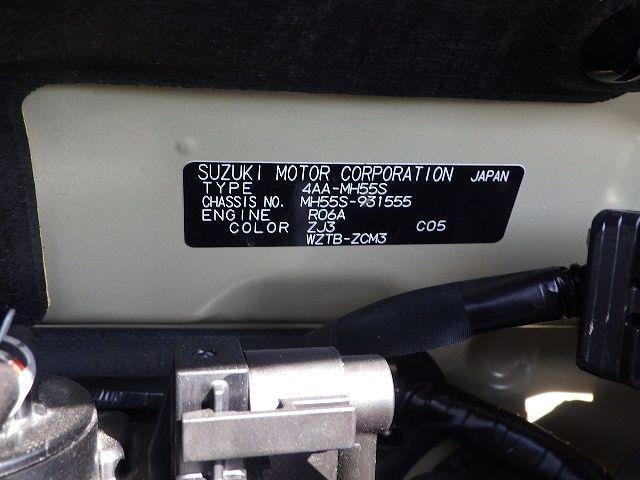 SUZUKI MOTOR CORPORATION JAPAN
TYPE 4AA-MH55S
CHASSIS NO. MH55S-931555
ENGINE R06A
COLOR ZJ3 C05
WZTB-ZCM3